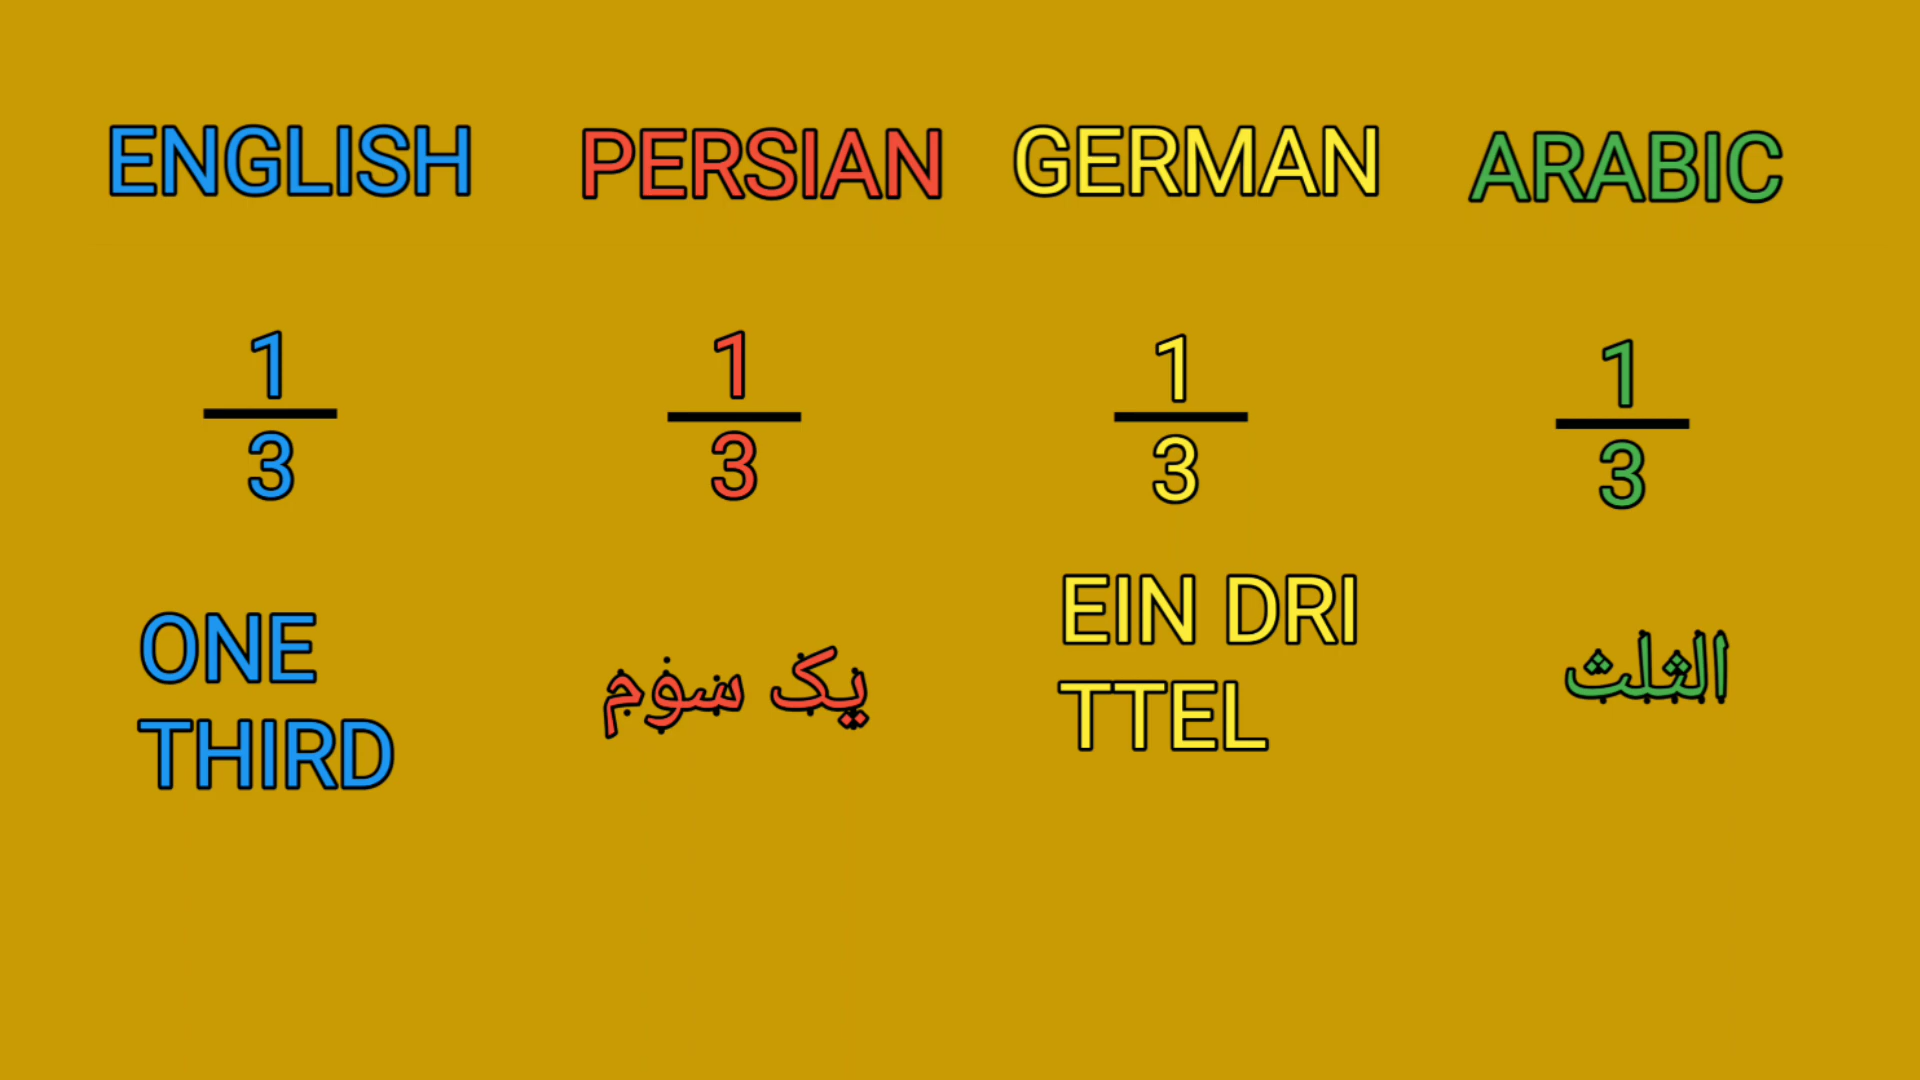 ENGLISH PERSIAN GERMAN ARABIC
1 1 1 1
3 3 3 3
ONE
THIRD
یک سوم
EIN DRI
TTEL
الثلث